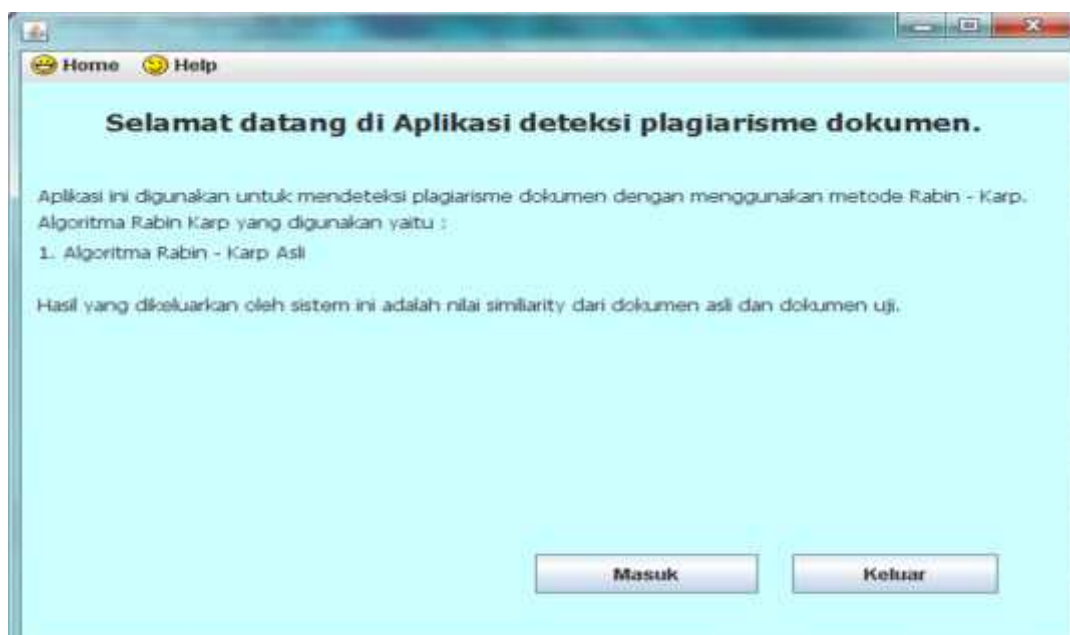 Home Help
Selamat datang di Aplikasi deteksi plagiarisme dokumen.
Aplikasi ini digunakan untuk mendeteksi plagiarisme dokumen dengan menggunakan metode Rabin - Karp.
Algoritma Rabin Karp yang digunakan yaitu :
1. Algoritma Rabin - Karp Asli
Hasil yang dikeluarkan oleh sistem ini adalah nilai similiarity dari dokumen asli dan dokumen uji.
Masuk Keluar